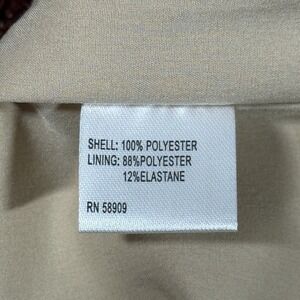 SHELL: 100% POLYESTER
LINING: 88%POLYESTER
12%ELASTANE
RN 58909